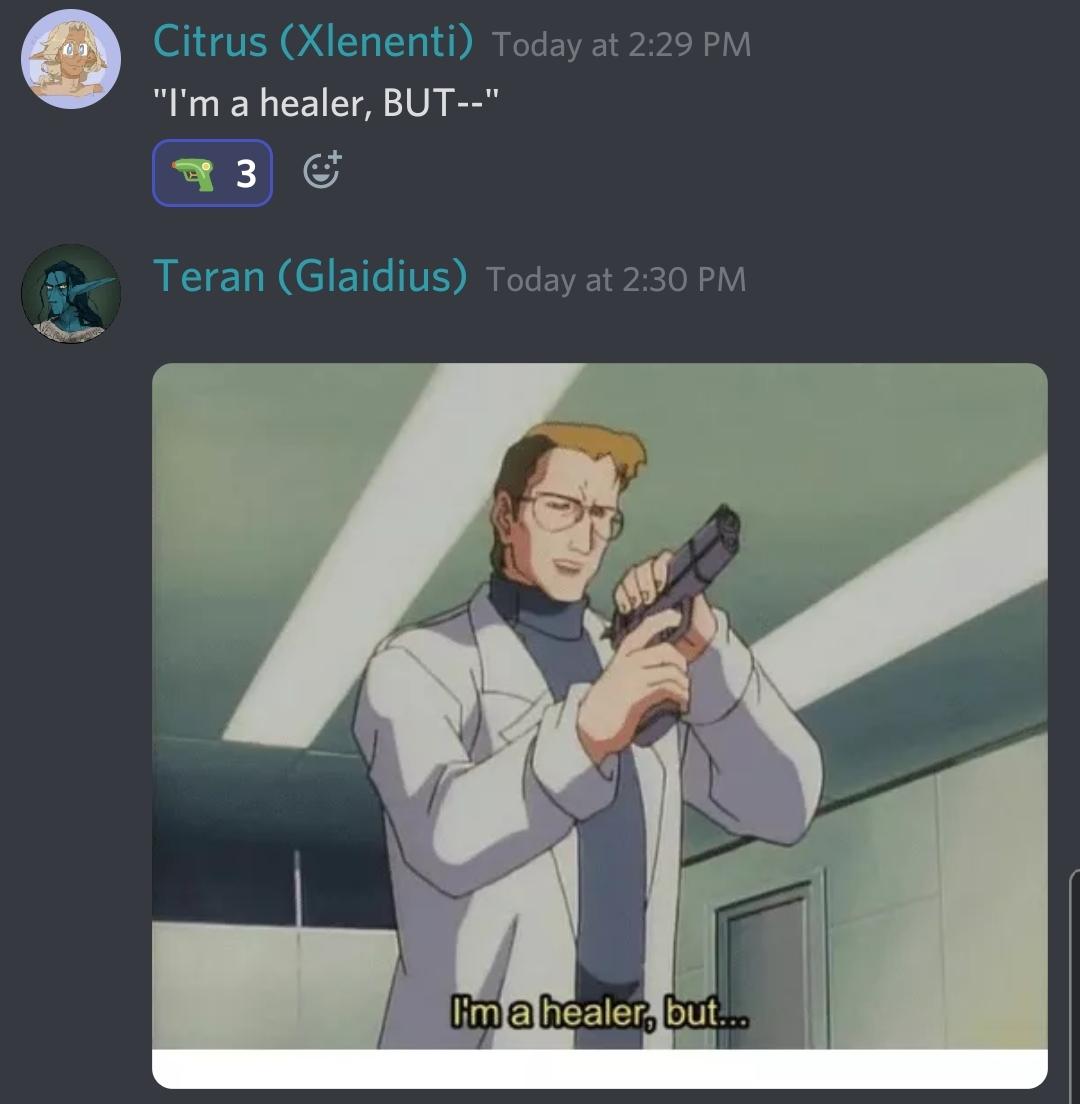 Citrus (Xlenenti) Today at 2:29 PM
"I'm a healer, BUT--"
3
Teran (Glaidius) Today at 2:30 PM
I'm a healer, but...